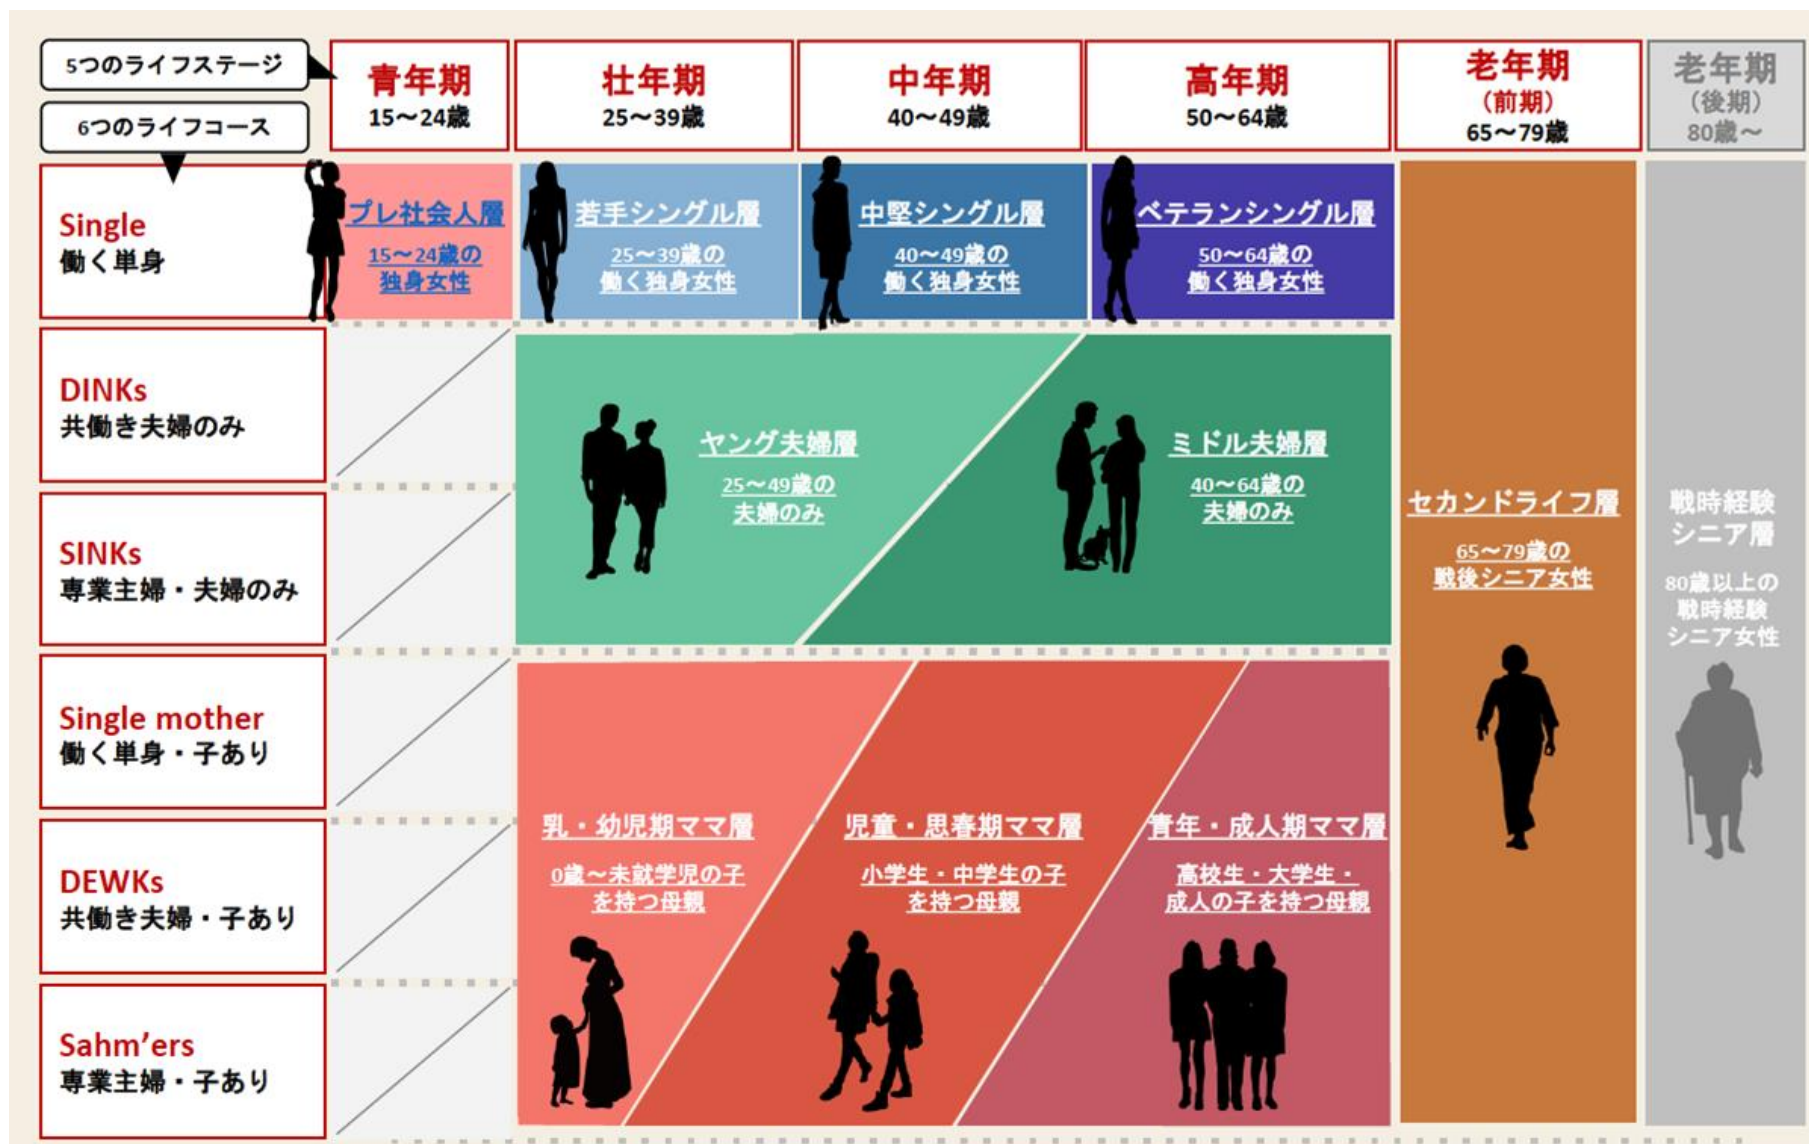 5つのライフステージ
6つのライフコース
青年期
15〜24歳
壮年期
25〜39歳
中年期
40〜49歳
高年期
50〜64歳
老年期
（前期）
65〜79歳
老年期
（後期）
80歳〜
Single
働く単身
プレ社会人層
15〜24歳の
独身女性
若手シングル層
25〜39歳の
働く独身女性
中堅シングル層
40〜49歳の
働く独身女性
ベテランシングル層
50〜64歳の
働く独身女性
DINKs
共働き夫婦のみ
SINKs
専業主婦・夫婦のみ
ヤング夫婦層
25〜49歳の
夫婦のみ
ミドル夫婦層
40〜64歳の
夫婦のみ
セカンドライフ層
65〜79歳の
戦後シニア女性
戦時経験
シニア層
80歳以上の
戦時経験
シニア女性
Single mother
働く単身・子あり
DEWKs
共働き夫婦・子あり
Sahm’ers
専業主婦・子あり
乳・幼児期ママ層
0歳〜未就学児の子
を持つ母親
児童・思春期ママ層
小学生・中学生の子
を持つ母親
青年・成人期ママ層
高校生・大学生・
成人の子を持つ母親